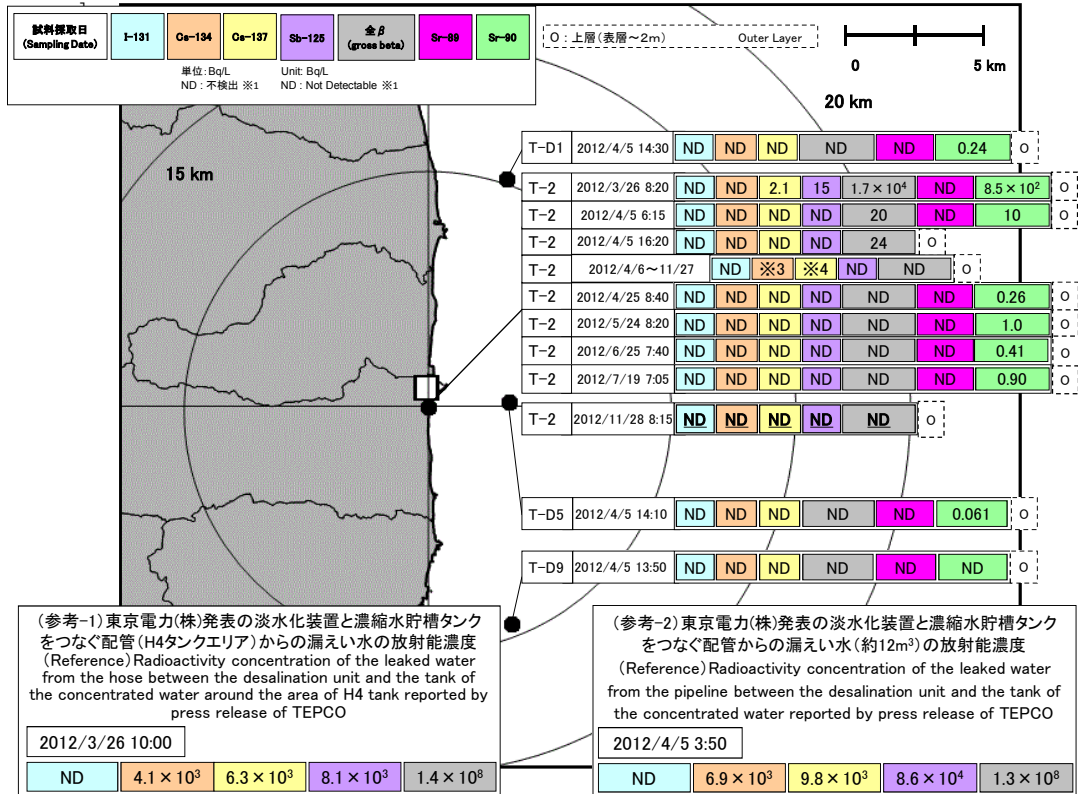 試料採取日
(Sampling Date)
I-131
Cs-134
Cs-137
Sb-125
全β
(gross beta)
Sr-89
Sr-90
単位: Bq/L Unit: Bq/L
ND : 不検出 ※1 ND : Not Detectable ※1
O : 上層(表層～2m) Outer Layer
0 5 km
20 km
15 km
T-D1 2012/4/5 14:30 ND ND ND ND ND 0.24 O
T-2 2012/3/26 8:20 ND ND 2.1 15 1.7 × 10⁴ ND 8.5 × 10² O
T-2 2012/4/5 6:15 ND ND ND ND 20 ND 10 O
T-2 2012/4/5 16:20 ND ND ND ND 24 O
T-2 2012/4/6～11/27 ND ※3 ※4 ND ND O
T-2 2012/4/25 8:40 ND ND ND ND ND ND 0.26 O
T-2 2012/5/24 8:20 ND ND ND ND ND ND 1.0 O
T-2 2012/6/25 7:40 ND ND ND ND ND ND 0.41 O
T-2 2012/7/19 7:05 ND ND ND ND ND ND 0.90 O
T-2 2012/11/28 8:15 ND ND ND ND ND O
T-D5 2012/4/5 14:10 ND ND ND ND ND 0.061 O
T-D9 2012/4/5 13:50 ND ND ND ND ND ND O
(参考-1)東京電力(株)発表の淡水化装置と濃縮水貯槽タンク
をつなぐ配管(H4タンクエリア)からの漏えい水の放射能濃度
(Reference)Radioactivity concentration of the leaked water
from the hose between the desalination unit and the tank of
the concentrated water around the area of H4 tank reported by
press release of TEPCO
2012/3/26 10:00
ND 4.1 × 10³ 6.3 × 10³ 8.1 × 10³ 1.4 × 10⁸
(参考-2)東京電力(株)発表の淡水化装置と濃縮水貯槽タンク
をつなぐ配管からの漏えい水(約12m³)の放射能濃度
(Reference)Radioactivity concentration of the leaked water
from the pipeline between the desalination unit and the tank of
the concentrated water reported by press release of TEPCO
2012/4/5 3:50
ND 6.9 × 10³ 9.8 × 10³ 8.6 × 10⁴ 1.3 × 10⁸